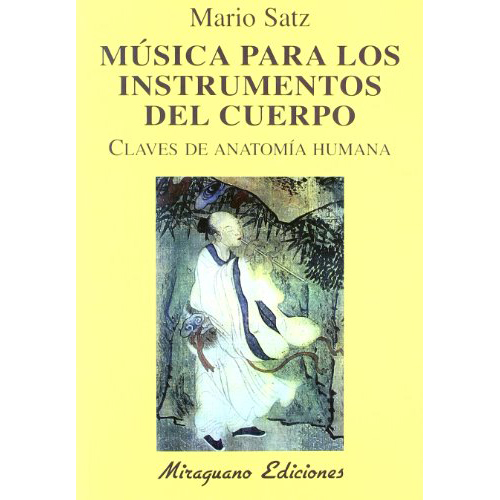 Mario Satz
MÚSICA PARA LOS
INSTRUMENTOS
DEL CUERPO
CLAVES DE ANATOMÍA HUMANA
Miraguano Ediciones